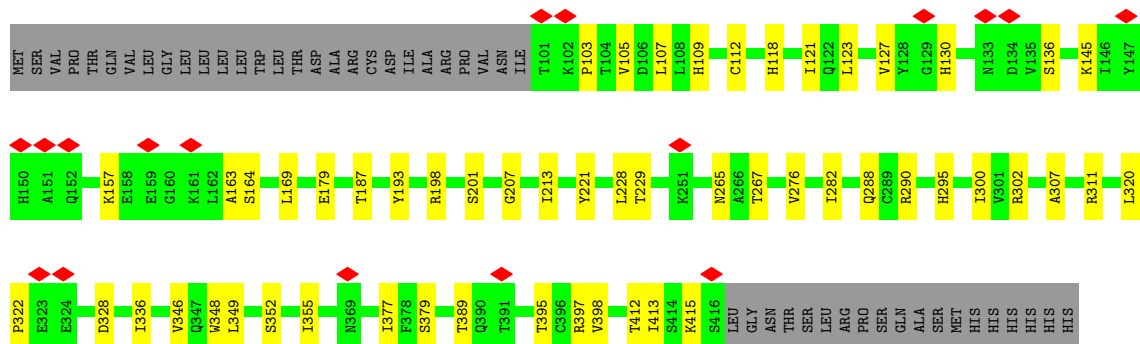 MET SER VAL PRO THR GLN VAL LEU GLY LEU LEU LEU LEU TRP LEU THR ASP ALA ARG CYS ASP ILE ALA ARG PRO VAL ASN ILE T101 K102 P103 T104 V105 D106 L107 L108 H109 C112 H118 I121 Q122 L123 V127 Y128 G129 H130 N133 D134 V135 S136 K145 I146 Y147
H150 A151 Q152 K157 E158 E159 G160 K161 L162 A163 S164 L169 E179 T187 Y193 R198 S201 G207 I213 Y221 L228 T229 K251 N265 A266 T267 V276 I282 Q288 C289 R290 H295 I300 V301 R302 A307 R311 L320
P322 E323 E324 D328 I336 V346 Q347 W348 L349 S352 I355 N369 I377 F378 S379 T389 Q390 T391 T395 C396 R397 V398 T412 I413 S414 K415 S416 LEU GLY ASN THR SER LEU ARG PRO SER GLN ALA SER MET HIS HIS HIS HIS HIS HIS